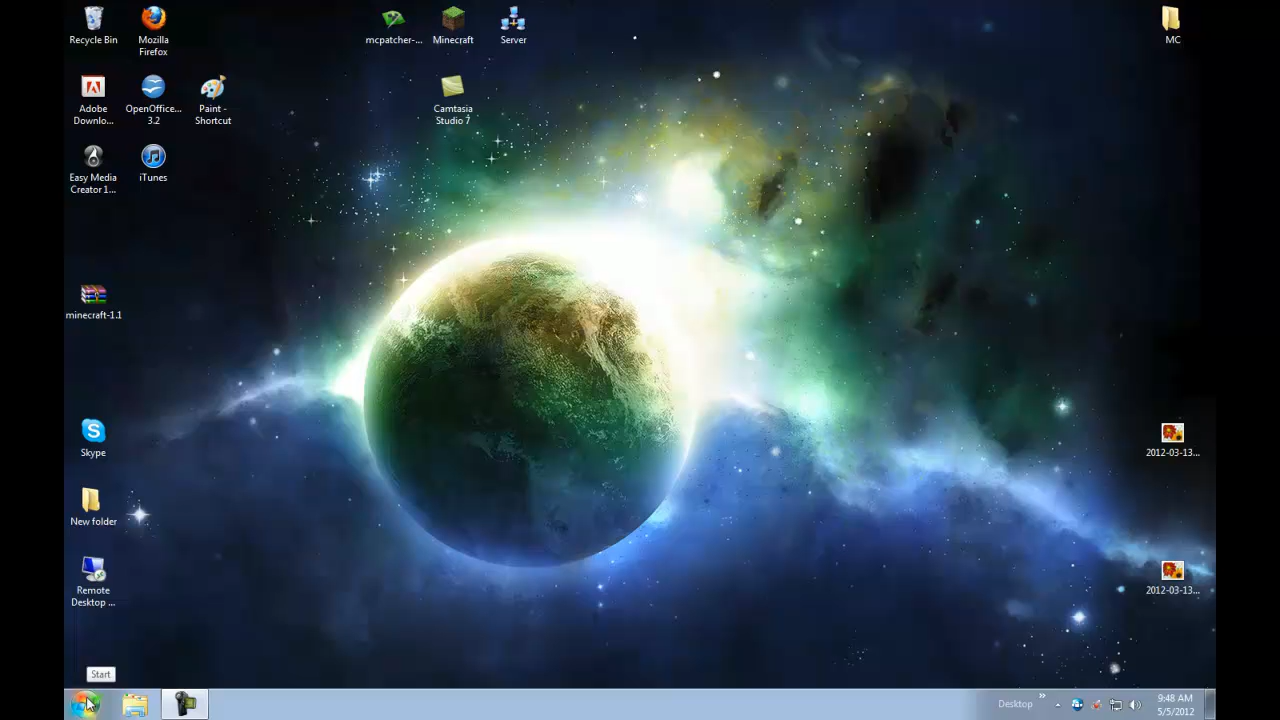 Recycle Bin
Mozilla
Firefox
mcpatcher-...
Minecraft
Server
MC
Adobe
Downlo...
OpenOffice...
3.2
Paint -
Shortcut
Camtasia
Studio 7
Easy Media
Creator 1...
iTunes
minecraft-1.1
Skype
2012-03-13...
New folder
Remote
Desktop ...
2012-03-13...
Start
Desktop
9:48 AM
5/5/2012